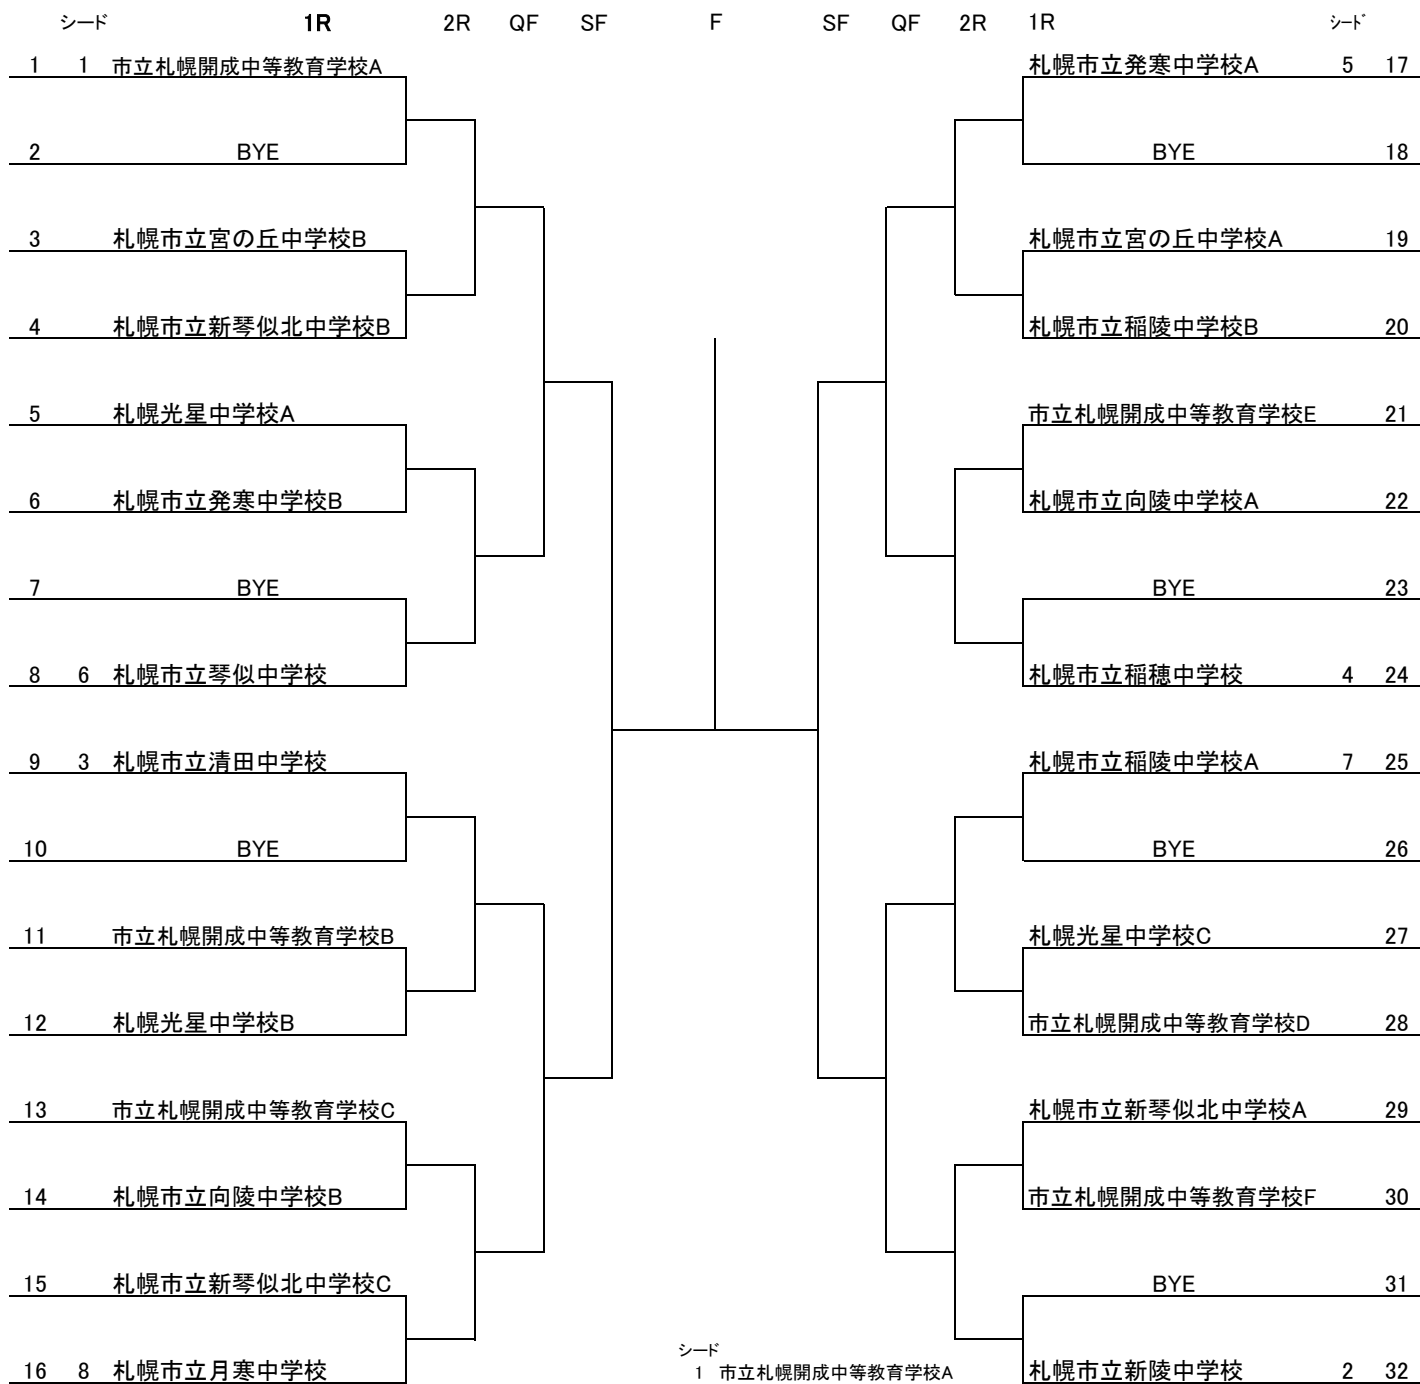 シード 1R 2R QF SF F SF QF 2R 1R シード
1 1 市立札幌開成中等教育学校A 札幌市立発寒中学校A 5 17
2 BYE BYE 18
3 札幌市立宮の丘中学校B 札幌市立宮の丘中学校A 19
4 札幌市立新琴似北中学校B 札幌市立稲陵中学校B 20
5 札幌光星中学校A 市立札幌開成中等教育学校E 21
6 札幌市立発寒中学校B 札幌市立向陵中学校A 22
7 BYE BYE 23
8 6 札幌市立琴似中学校 札幌市立稲穂中学校 4 24
9 3 札幌市立清田中学校 札幌市立稲陵中学校A 7 25
10 BYE BYE 26
11 市立札幌開成中等教育学校B 札幌光星中学校C 27
12 札幌光星中学校B 市立札幌開成中等教育学校D 28
13 市立札幌開成中等教育学校C 札幌市立新琴似北中学校A 29
14 札幌市立向陵中学校B 市立札幌開成中等教育学校F 30
15 札幌市立新琴似北中学校C BYE 31
シード
16 8 札幌市立月寒中学校 1 市立札幌開成中等教育学校A 札幌市立新陵中学校 2 32